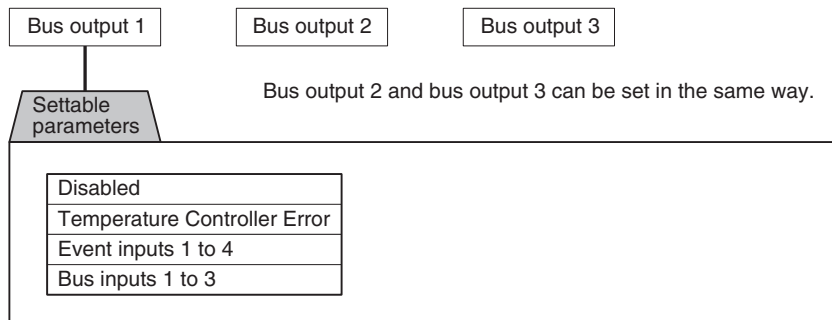 Bus output 1
Bus output 2
Bus output 3
Bus output 2 and bus output 3 can be set in the same way.
Settable
parameters
Disabled
Temperature Controller Error
Event inputs 1 to 4
Bus inputs 1 to 3